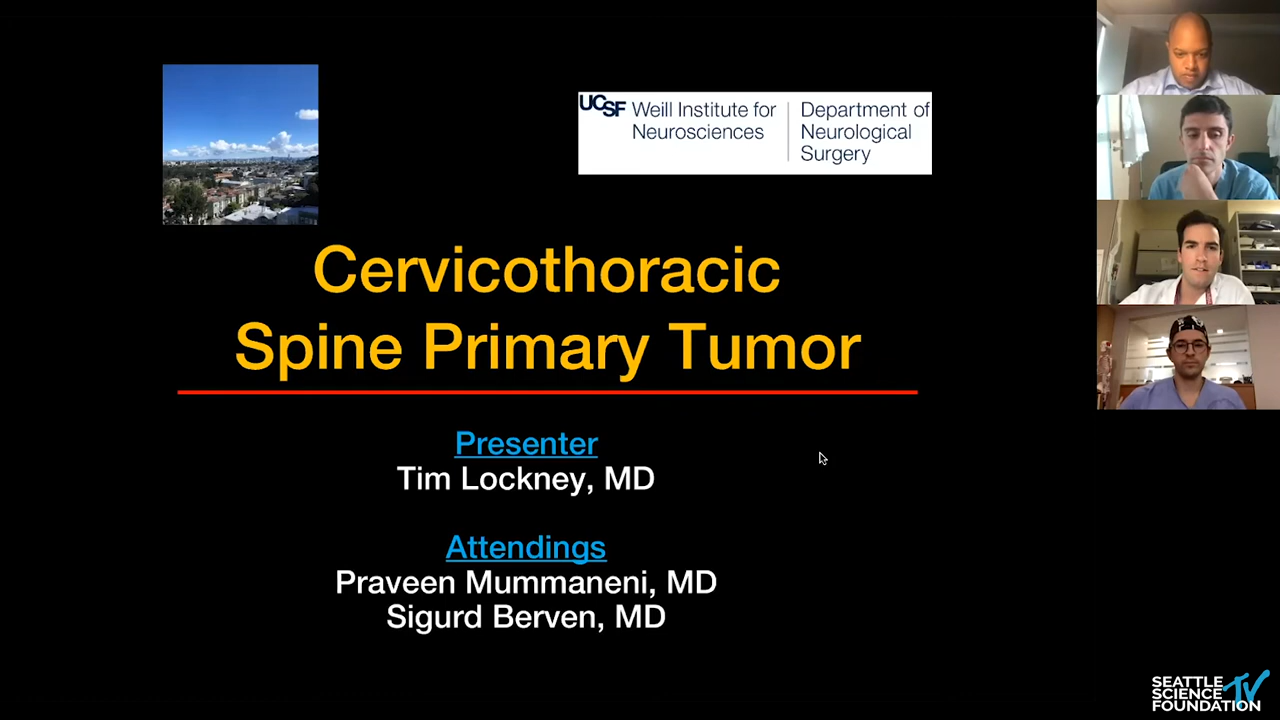 UCSF Weill Institute for
Neurosciences
Department of
Neurological
Surgery
Cervicothoracic
Spine Primary Tumor
Presenter
Tim Lockney, MD
Attendings
Praveen Mummaneni, MD
Sigurd Berven, MD
SEATTLE
SCIENCE
FOUNDATION
TV